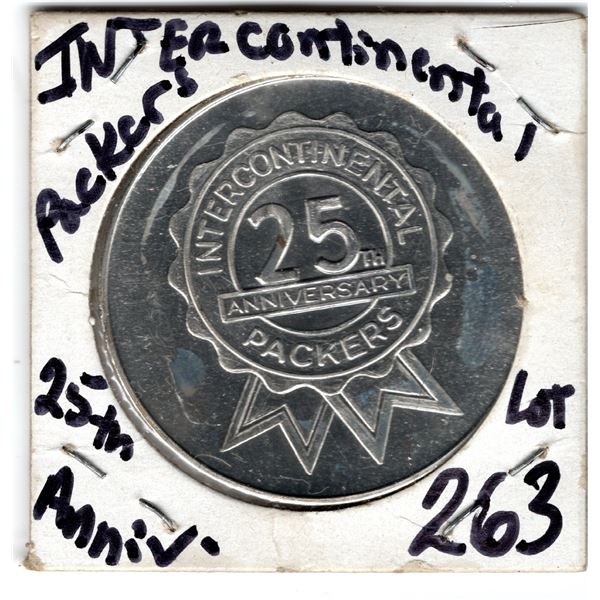 INTERcontinental
Packers
INTERCONTINENTAL
25TH
ANNIVERSARY
PACKERS
25th
Anniv.
LOT
263